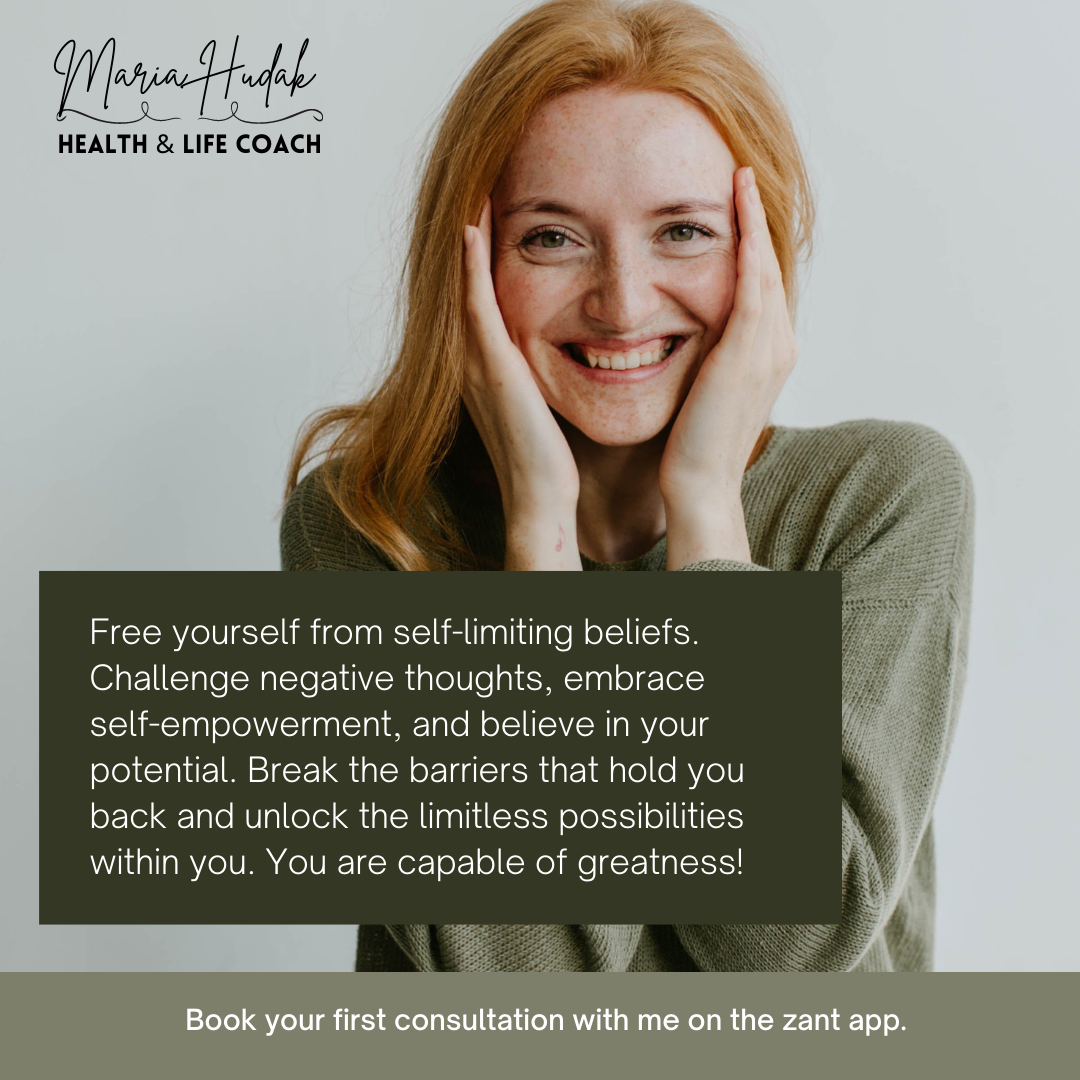 Maria Hudak
HEALTH & LIFE COACH
Free yourself from self-limiting beliefs.
Challenge negative thoughts, embrace
self-empowerment, and believe in your
potential. Break the barriers that hold you
back and unlock the limitless possibilities
within you. You are capable of greatness!
Book your first consultation with me on the zant app.